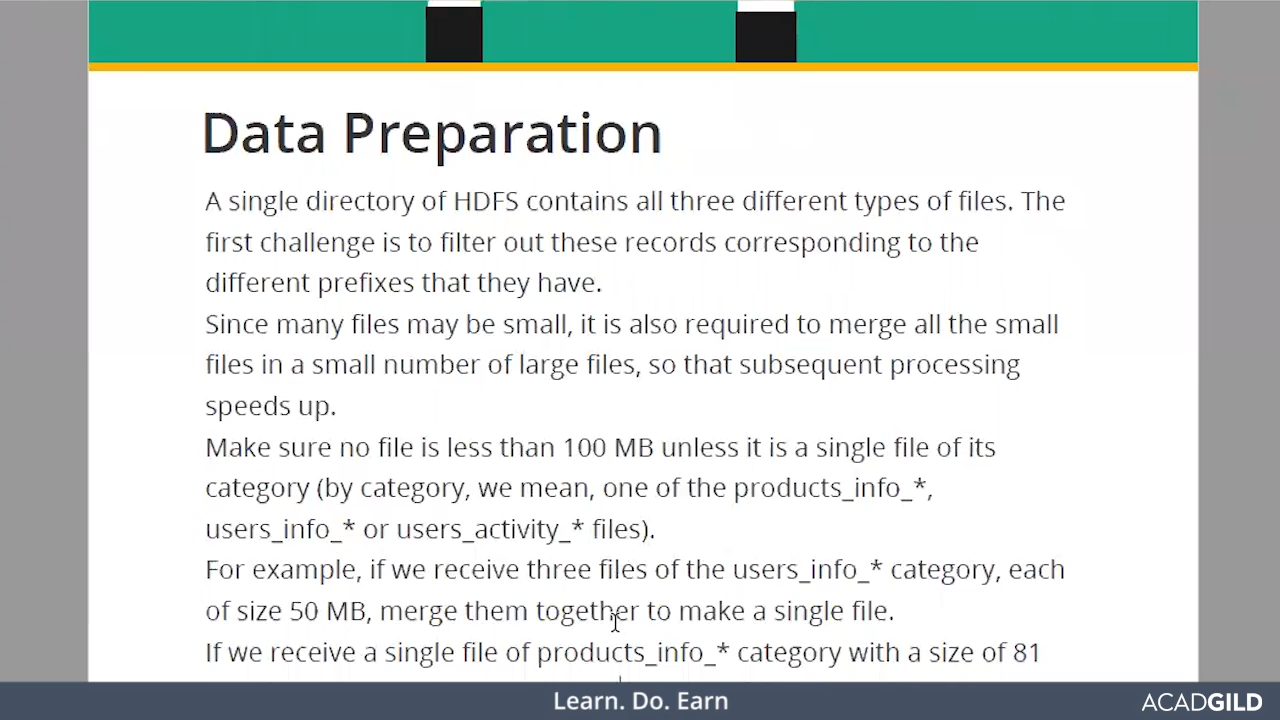 Data Preparation
A single directory of HDFS contains all three different types of files. The
first challenge is to filter out these records corresponding to the
different prefixes that they have.
Since many files may be small, it is also required to merge all the small
files in a small number of large files, so that subsequent processing
speeds up.
Make sure no file is less than 100 MB unless it is a single file of its
category (by category, we mean, one of the products_info_*,
users_info_* or users_activity_* files).
For example, if we receive three files of the users_info_* category, each
of size 50 MB, merge them together to make a single file.
If we receive a single file of products_info_* category with a size of 81
Learn. Do. Earn
ACADGILD